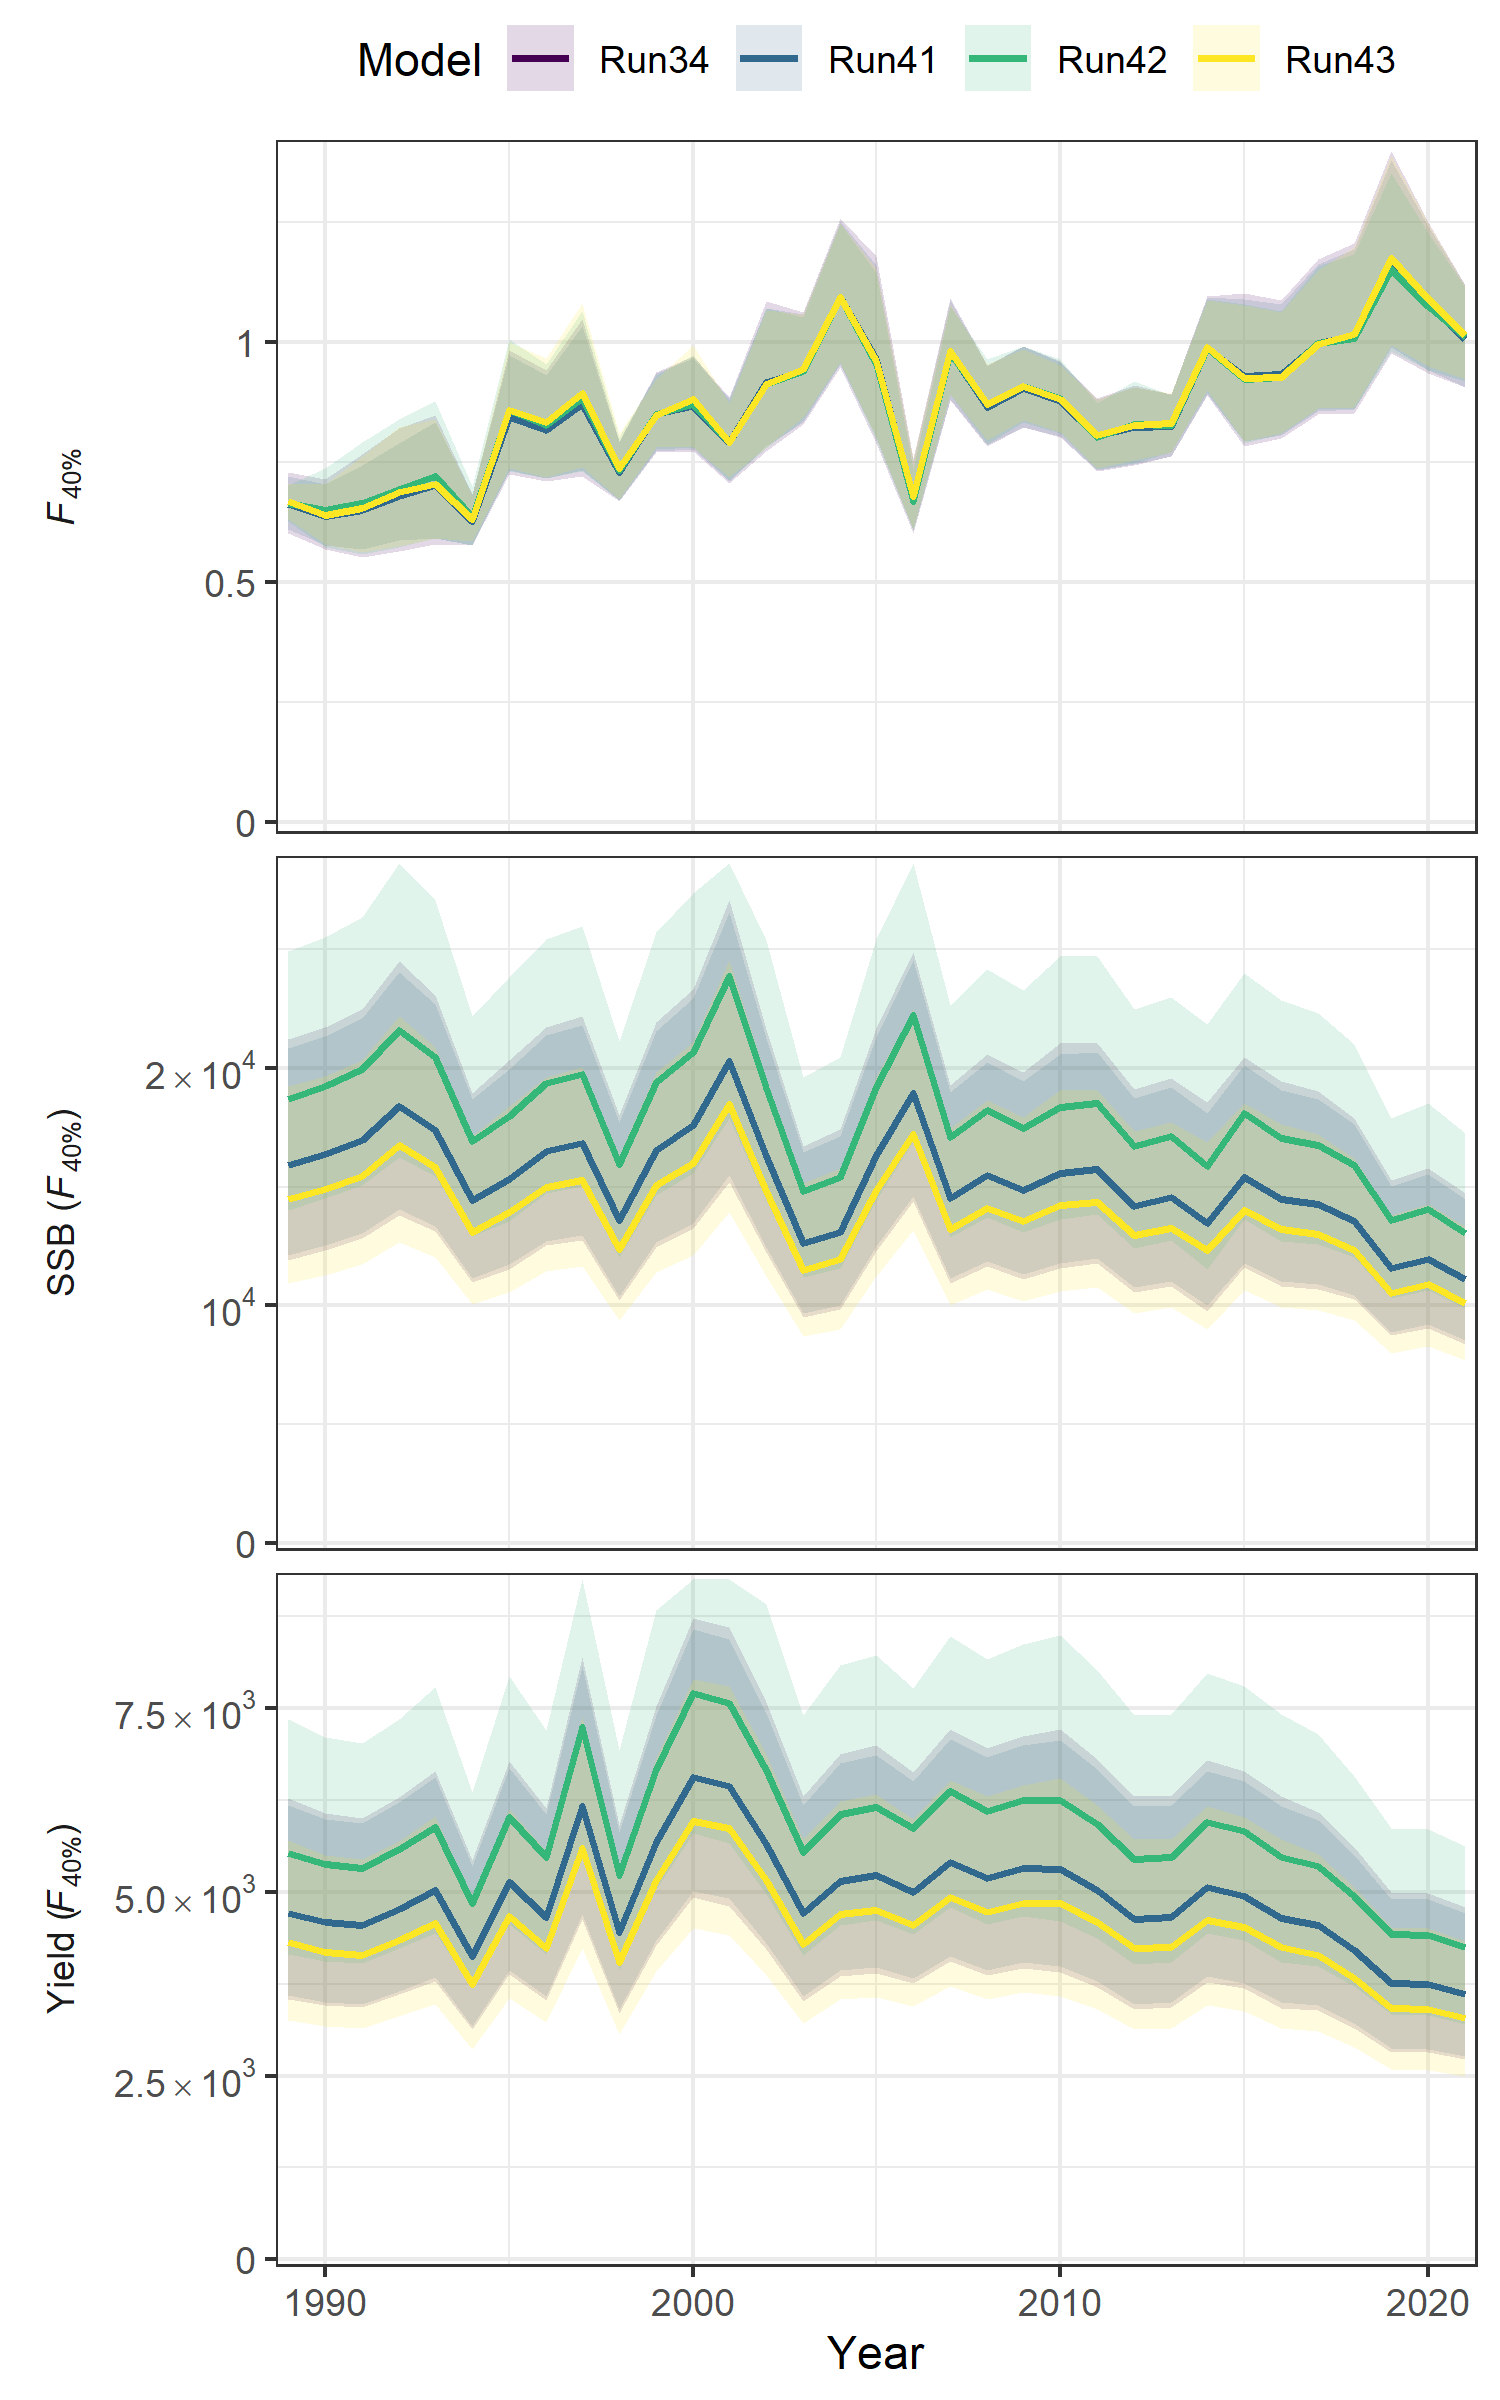 Model Run34 Run41 Run42 Run43
F40%
1
0.5
0
SSB (F40%)
2 × 10^4
10^4
0
Yield (F40%)
7.5 × 10^3
5.0 × 10^3
2.5 × 10^3
0
1990 2000 2010 2020
Year